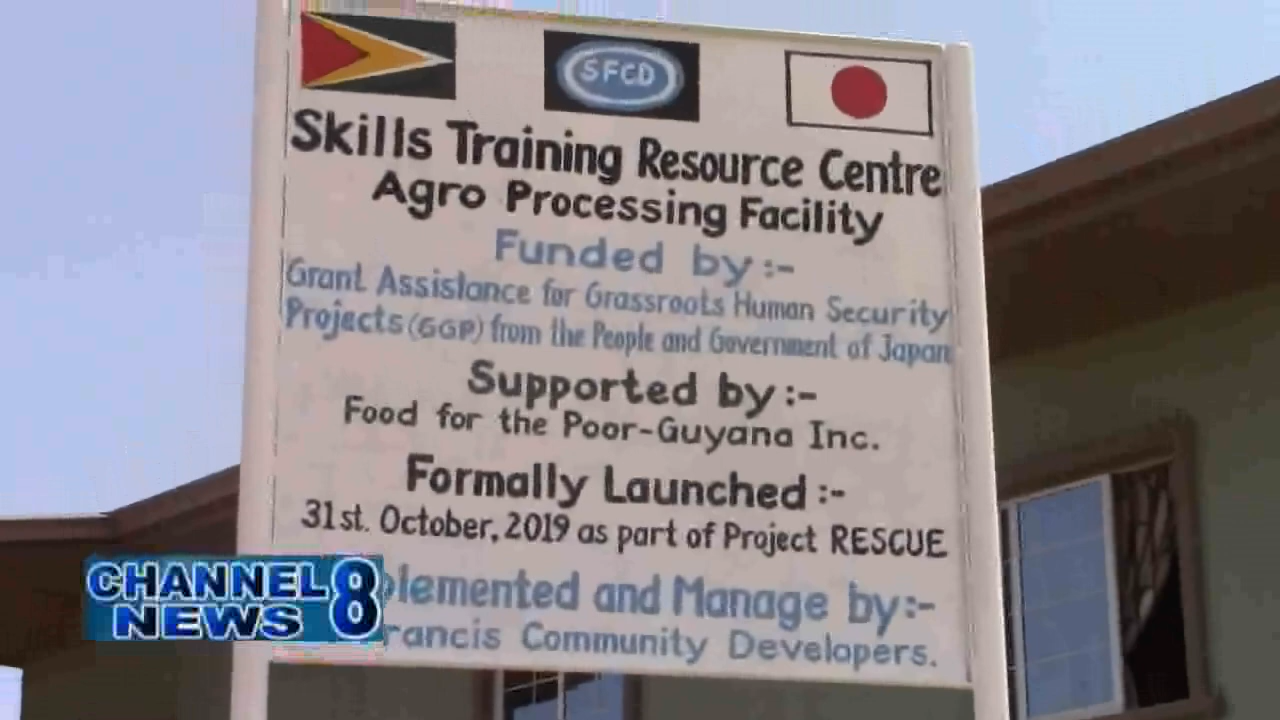 SFCD
Skills Training Resource Centre
Agro Processing Facility
Funded by:-
Grant Assistance for Grassroots Human Security
Projects (GGP) from the People and Government of Japan
Supported by:-
Food for the Poor-Guyana Inc.
Formally Launched:-
31st. October, 2019 as part of Project RESCUE
and Manage by:-
Community Developers.
CHANNEL
NEWS 8